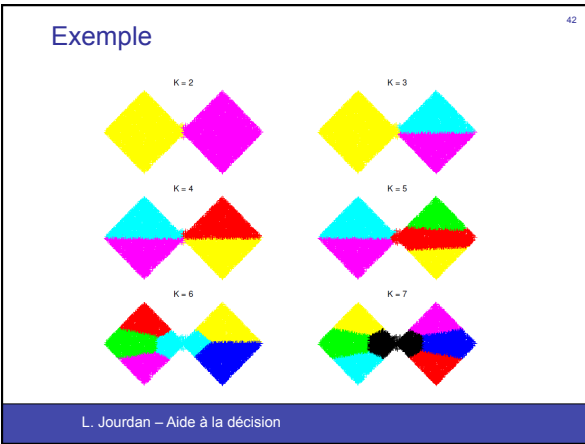 42
Exemple
K = 2
K = 3
K = 4
K = 5
K = 6
K = 7
L. Jourdan – Aide à la décision